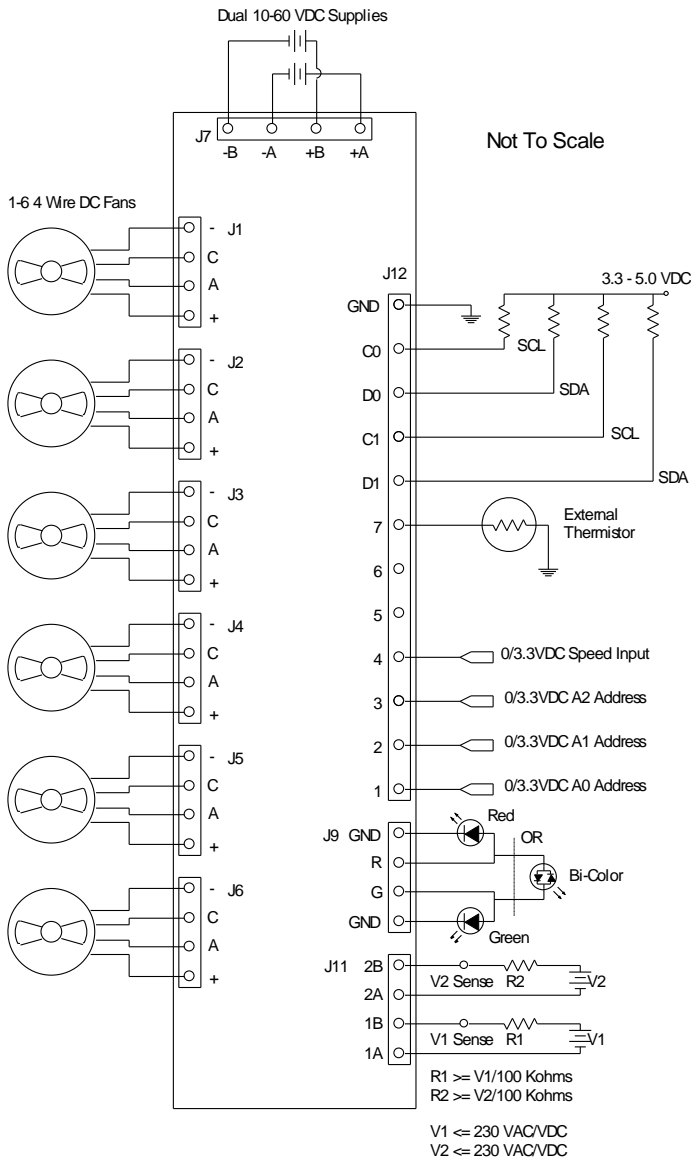 Dual 10-60 VDC Supplies
J7
-B -A +B +A
Not To Scale
1-6 4 Wire DC Fans
- J1
C
A
+
- J2
C
A
+
- J3
C
A
+
- J4
C
A
+
- J5
C
A
+
- J6
C
A
+
J12
3.3 - 5.0 VDC
GND
C0 SCL
D0 SDA
C1 SCL
D1 SDA
7
External
Thermistor
6
5
4 0/3.3VDC Speed Input
3 0/3.3VDC A2 Address
2 0/3.3VDC A1 Address
1 0/3.3VDC A0 Address
Red
J9 GND OR
R
Bi-Color
G
GND
Green
J11 2B
V2 Sense R2 V2
2A
1B
V1 Sense R1 V1
1A
R1 >= V1/100 Kohms
R2 >= V2/100 Kohms
V1 <= 230 VAC/VDC
V2 <= 230 VAC/VDC